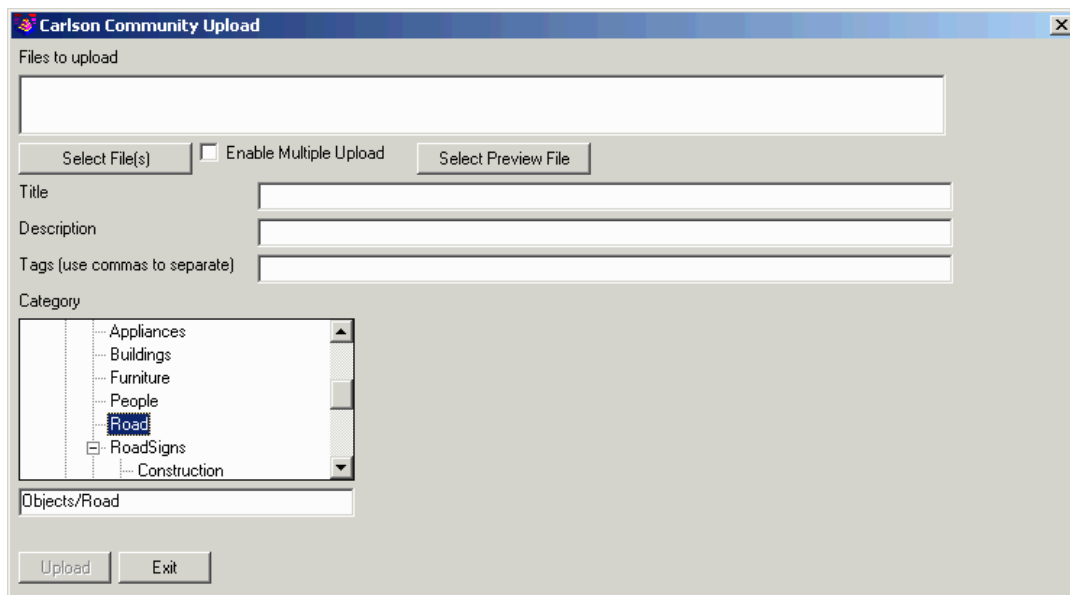 Carlson Community Upload
Files to upload
Select File(s) Enable Multiple Upload Select Preview File
Title
Description
Tags (use commas to separate)
Category
Appliances
Buildings
Furniture
People
Road
RoadSigns
Construction
Objects/Road
Upload Exit